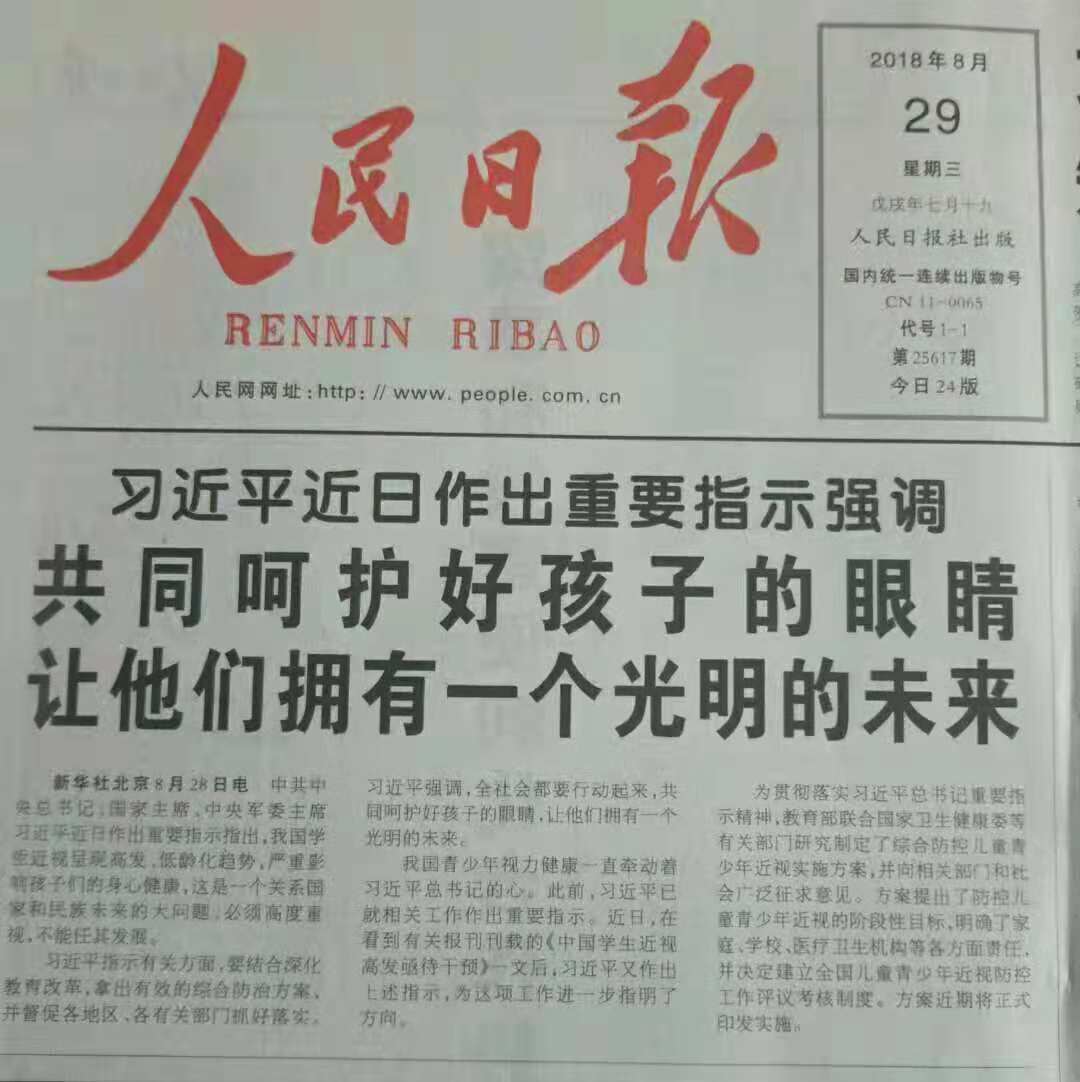 人民日报
RENMIN RIBAO
人民网网址:http://www.people.com.cn
2018年8月
29
星期三
戊戌年七月十九
人民日报社出版
国内统一连续出版物号
CN 11-0065
代号1-1
第25617期
今日24版
习近平近日作出重要指示强调
共同呵护好孩子的眼睛
让他们拥有一个光明的未来
新华社北京8月28日电 中共中
央总书记、国家主席、中央军委主席
习近平近日作出重要指示指出,我国学
生近视呈现高发、低龄化趋势,严重影
响孩子们的身心健康,这是一个关系国
家和民族未来的大问题,必须高度重
视,不能任其发展。
习近平指示有关方面,要结合深化
教育改革,拿出有效的综合防治方案,
并督促各地区、各有关部门抓好落实。
习近平强调,全社会都要行动起来,共
同呵护好孩子的眼睛,让他们拥有一个
光明的未来。
我国青少年视力健康一直牵动着
习近平总书记的心。此前,习近平已
就相关工作作出重要指示。近日,在
看到有关报刊刊载的《中国学生近视
高发亟待干预》一文后,习近平又作出
上述指示,为这项工作进一步指明了
方向。
为贯彻落实习近平总书记重要指
示精神,教育部联合国家卫生健康委等
有关部门研究制定了综合防控儿童青
少年近视实施方案,并向相关部门和社
会广泛征求意见。方案提出了防控儿
童青少年近视的阶段性目标,明确了家
庭、学校、医疗卫生机构等各方面责任,
并决定建立全国儿童青少年近视防控
工作评议考核制度。方案近期将正式
印发实施。